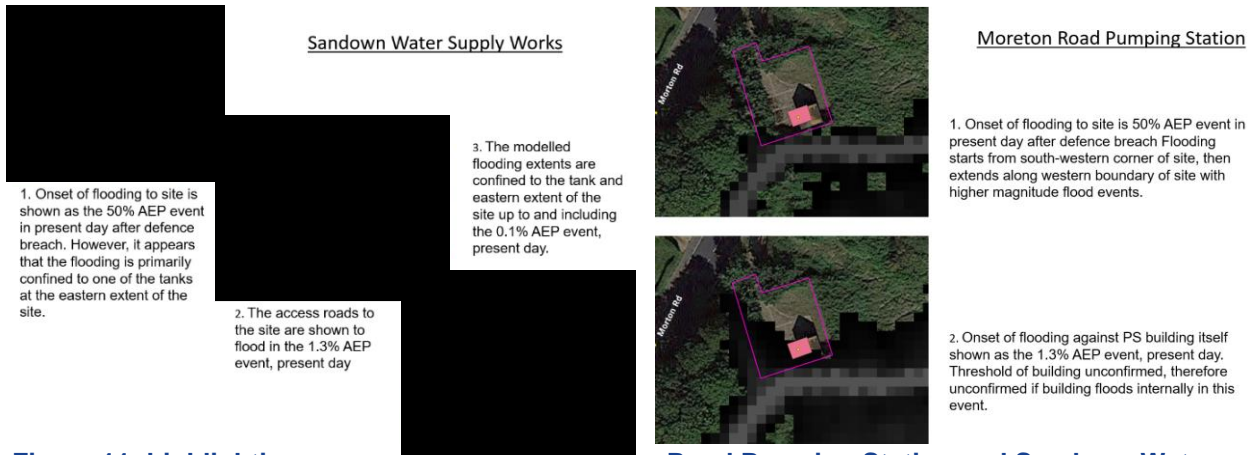 Sandown Water Supply Works
1. Onset of flooding to site is
shown as the 50% AEP event
in present day after defence
breach. However, it appears
that the flooding is primarily
confined to one of the tanks
at the eastern extent of the
site.
2. The access roads to
the site are shown to
flood in the 1.3% AEP
event, present day
3. The modelled
flooding extents are
confined to the tank and
eastern extent of the
site up to and including
the 0.1% AEP event,
present day.
Moreton Road Pumping Station
Morton Rd
1. Onset of flooding to site is 50% AEP event in
present day after defence breach Flooding
starts from south-western corner of site, then
extends along western boundary of site with
higher magnitude flood events.
Morton Rd
2. Onset of flooding against PS building itself
shown as the 1.3% AEP event, present day.
Threshold of building unconfirmed, therefore
unconfirmed if building floods internally in this
event.